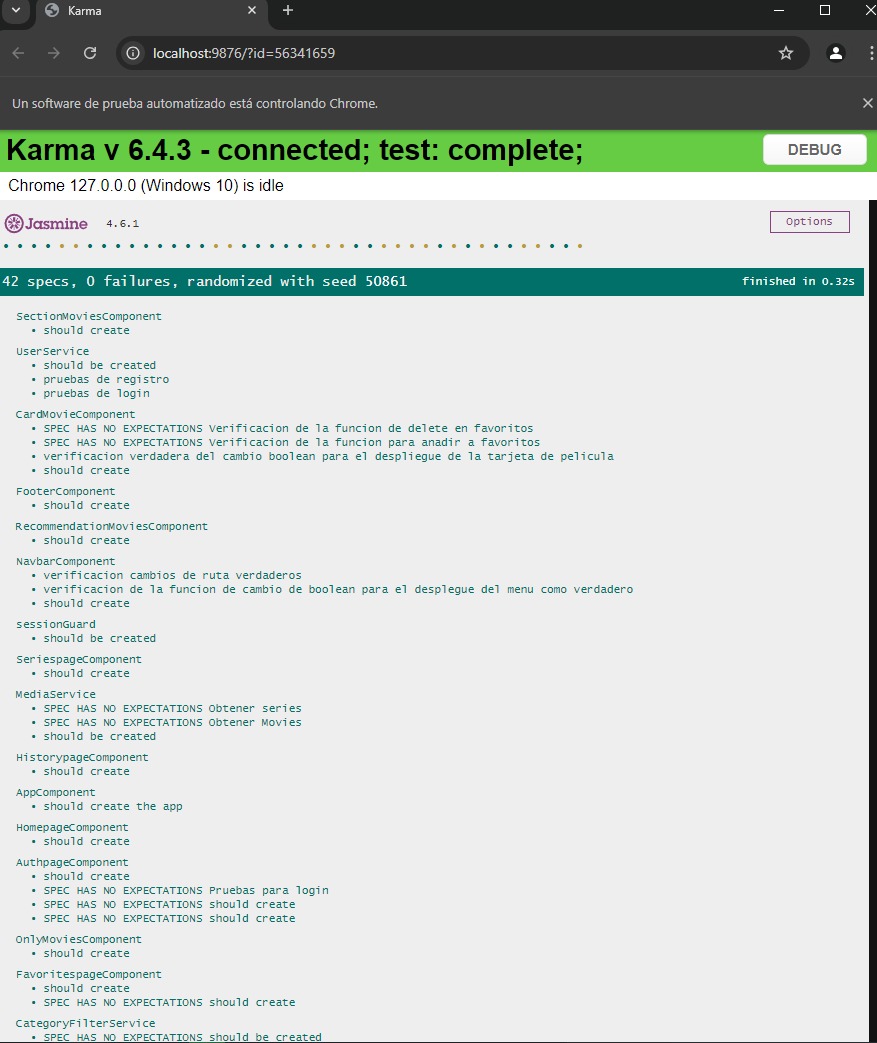 Karma
localhost:9876/?id=56341659
Un software de prueba automatizado está controlando Chrome.
Karma v 6.4.3 - connected; test: complete;
DEBUG
Chrome 127.0.0.0 (Windows 10) is idle
Jasmine 4.6.1
Options
42 specs, 0 failures, randomized with seed 50861
finished in 0.32s
SectionMoviesComponent
• should create
UserService
• should be created
• pruebas de registro
• pruebas de login
CardMovieComponent
• SPEC HAS NO EXPECTATIONS Verificacion de la funcion de delete en favoritos
• SPEC HAS NO EXPECTATIONS Verificacion de la funcion para anadir a favoritos
• verificacion verdadera del cambio boolean para el despliegue de la tarjeta de pelicula
• should create
FooterComponent
• should create
RecommendationMoviesComponent
• should create
NavbarComponent
• verificacion cambios de ruta verdaderos
• verificacion de la funcion de cambio de boolean para el desplegue del menu como verdadero
• should create
sessionGuard
• should be created
SeriespageComponent
• should create
MediaService
• SPEC HAS NO EXPECTATIONS Obtener series
• SPEC HAS NO EXPECTATIONS Obtener Movies
• should be created
HistorypageComponent
• should create
AppComponent
• should create the app
HomepageComponent
• should create
AuthpageComponent
• should create
• SPEC HAS NO EXPECTATIONS Pruebas para login
• SPEC HAS NO EXPECTATIONS should create
• SPEC HAS NO EXPECTATIONS should create
OnlyMoviesComponent
• should create
FavoritespageComponent
• should create
• SPEC HAS NO EXPECTATIONS should create
CategoryFilterService
• SPEC HAS NO EXPECTATIONS should be created